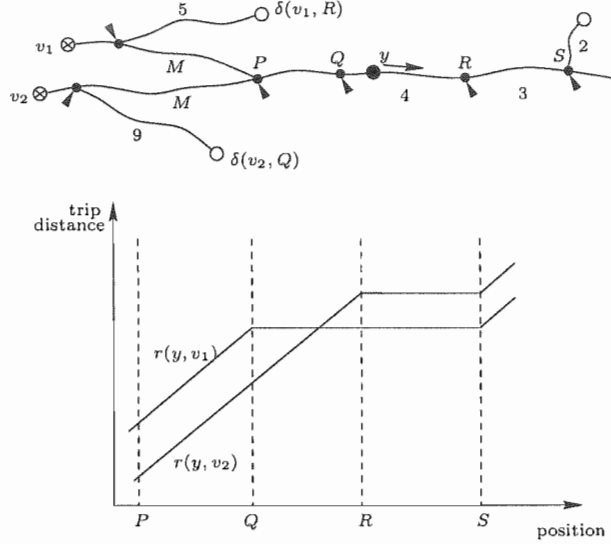 5
δ(v₁, R)
v₁
M
P
Q
y
R
S
2
v₂
M
4
3
9
δ(v₂, Q)
trip
distance
r(y, v₁)
r(y, v₂)
P
Q
R
S
position